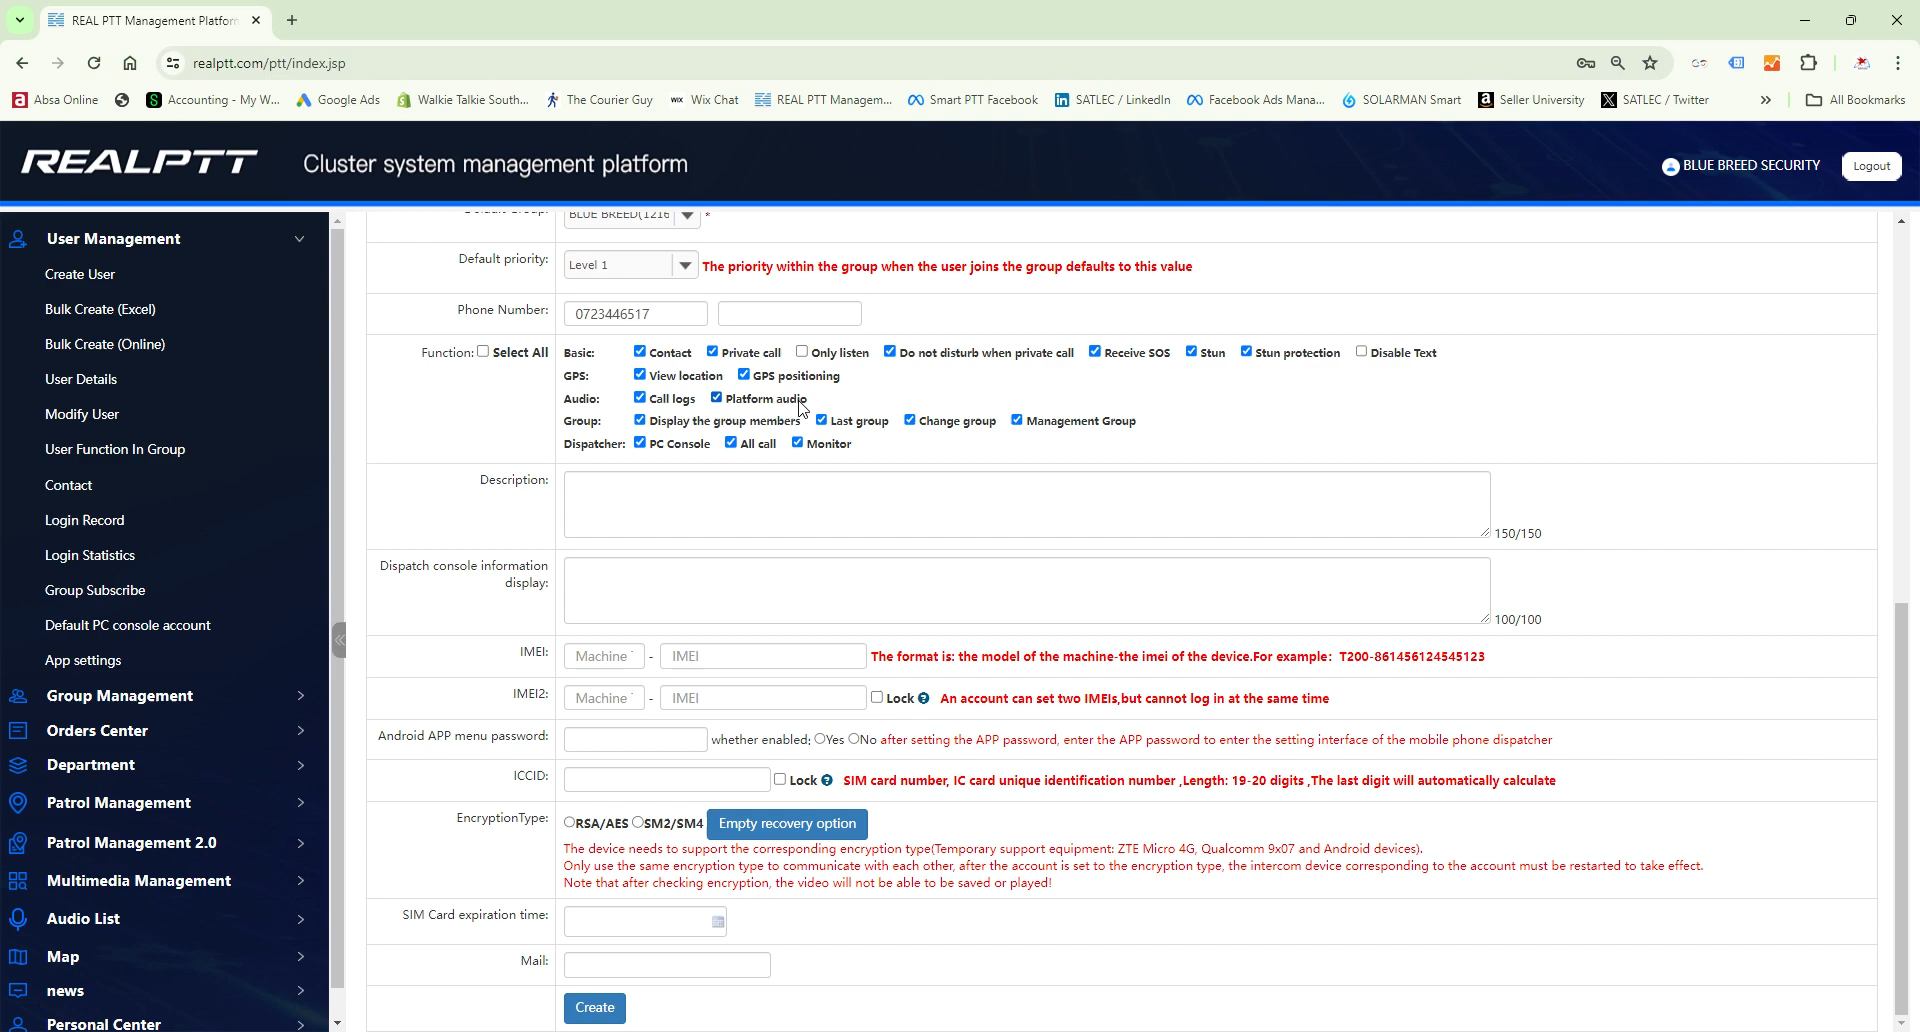 REAL PTT Management Platform
realptt.com/ptt/index.jsp
Absa Online
Accounting - My W...
Google Ads
Walkie Talkie South...
The Courier Guy
WIX Wix Chat
REAL PTT Managem...
Smart PTT Facebook
SATLEC / LinkedIn
Facebook Ads Mana...
SOLARMAN Smart
Seller University
SATLEC / Twitter
»
All Bookmarks
REALPTT
Cluster system management platform
BLUE BREED SECURITY
Logout
User Management
Create User
Bulk Create (Excel)
Bulk Create (Online)
User Details
Modify User
User Function In Group
Contact
Login Record
Login Statistics
Group Subscribe
Default PC console account
App settings
Group Management
Orders Center
Department
Patrol Management
Patrol Management 2.0
Multimedia Management
Audio List
Map
news
Personal Center
BLUE BREED(1216 *
Default priority: Level 1 The priority within the group when the user joins the group defaults to this value
Phone Number: 0723446517
Function: Select All Basic: Contact Private call Only listen Do not disturb when private call Receive SOS Stun Stun protection Disable Text
GPS: View location GPS positioning
Audio: Call logs Platform audio
Group: Display the group members Last group Change group Management Group
Dispatcher: PC Console All call Monitor
Description: 150/150
Dispatch console information
display: 100/100
IMEI: Machine - IMEI The format is: the model of the machine-the imei of the device.For example: T200-861456124545123
IMEI2: Machine - IMEI Lock ? An account can set two IMEIs,but cannot log in at the same time
Android APP menu password: whether enabled: Yes No after setting the APP password, enter the APP password to enter the setting interface of the mobile phone dispatcher
ICCID: Lock ? SIM card number, IC card unique identification number ,Length: 19-20 digits ,The last digit will automatically calculate
EncryptionType: RSA/AES SM2/SM4 Empty recovery option
The device needs to support the corresponding encryption type(Temporary support equipment: ZTE Micro 4G, Qualcomm 9x07 and Android devices).
Only use the same encryption type to communicate with each other, after the account is set to the encryption type, the intercom device corresponding to the account must be restarted to take effect.
Note that after checking encryption, the video will not be able to be saved or played!
SIM Card expiration time:
Mail:
Create